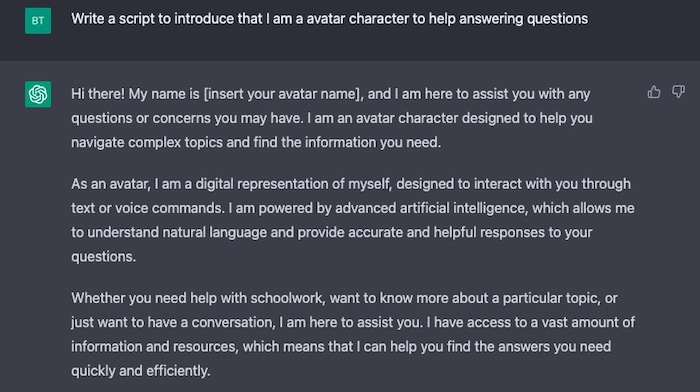 BT
Write a script to introduce that I am a avatar character to help answering questions
Hi there! My name is [insert your avatar name], and I am here to assist you with any
questions or concerns you may have. I am an avatar character designed to help you
navigate complex topics and find the information you need.
As an avatar, I am a digital representation of myself, designed to interact with you through
text or voice commands. I am powered by advanced artificial intelligence, which allows me
to understand natural language and provide accurate and helpful responses to your
questions.
Whether you need help with schoolwork, want to know more about a particular topic, or
just want to have a conversation, I am here to assist you. I have access to a vast amount of
information and resources, which means that I can help you find the answers you need
quickly and efficiently.